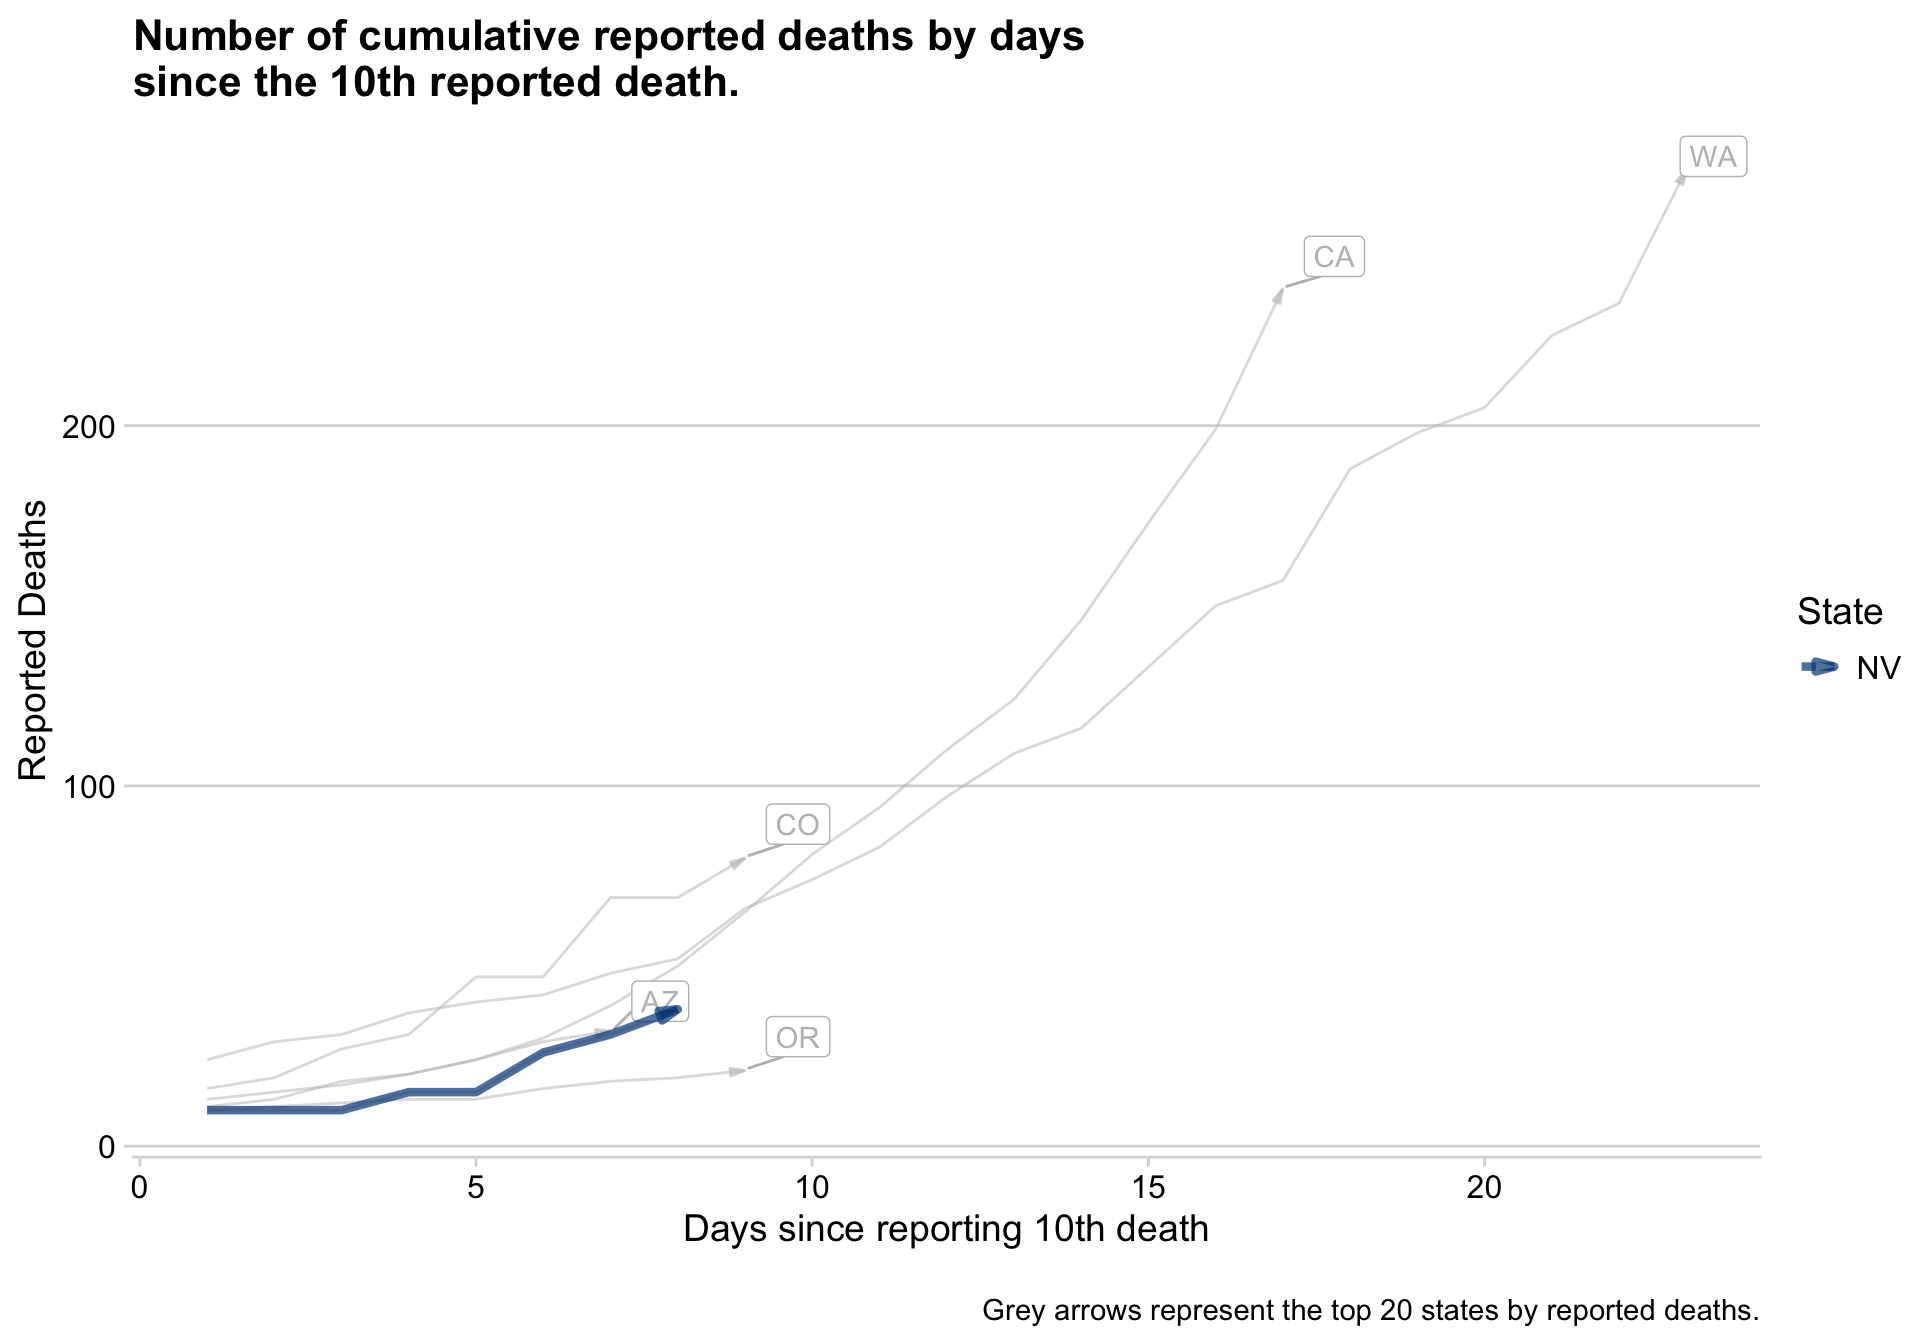 Number of cumulative reported deaths by days
since the 10th reported death.
WA
CA
200
Reported Deaths
State
NV
100
CO
AZ
OR
0
0 5 10 15 20
Days since reporting 10th death
Grey arrows represent the top 20 states by reported deaths.